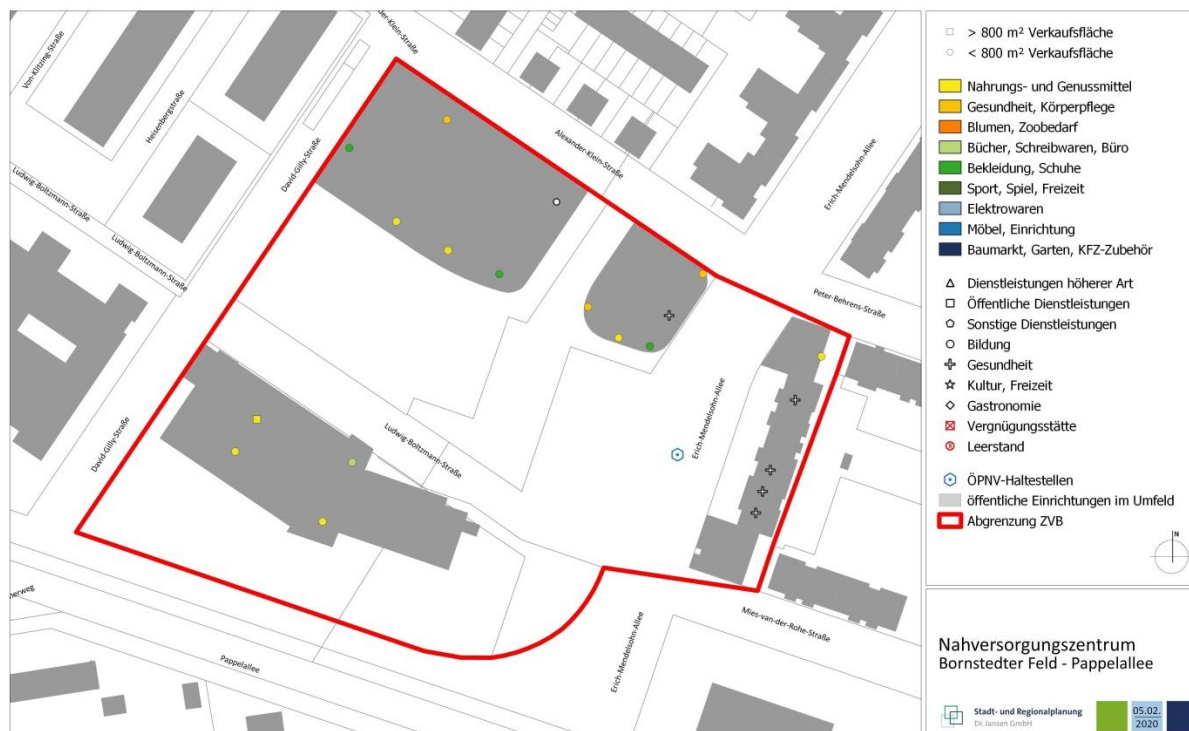 Von-Klitzing-Straße
Heisenbergstraße
Ludwig-Boltzmann-Straße
Ludwig-Boltzmann-Straße
David-Gilly-Straße
der-Klein-Straße
Alexander-Klein-Straße
Erich-Mendelsohn-Allee
Peter-Behrens-Straße
David-Gilly-Straße
Ludwig-Boltzmann-Straße
Erich-Mendelsohn-Allee
Pappelallee
Erich-Mendelsohn-Allee
Mies-van-der-Rohe-Straße
> 800 m² Verkaufsfläche
< 800 m² Verkaufsfläche
Nahrungs- und Genussmittel
Gesundheit, Körperpflege
Blumen, Zoobedarf
Bücher, Schreibwaren, Büro
Bekleidung, Schuhe
Sport, Spiel, Freizeit
Elektrowaren
Möbel, Einrichtung
Baumarkt, Garten, KFZ-Zubehör
Dienstleistungen höherer Art
Öffentliche Dienstleistungen
Sonstige Dienstleistungen
Bildung
Gesundheit
Kultur, Freizeit
Gastronomie
Vergnügungsstätte
Leerstand
ÖPNV-Haltestellen
öffentliche Einrichtungen im Umfeld
Abgrenzung ZVB
N
Nahversorgungszentrum
Bornstedter Feld - Pappelallee
Stadt- und Regionalplanung
Dr. Jansen GmbH
05.02.
2020